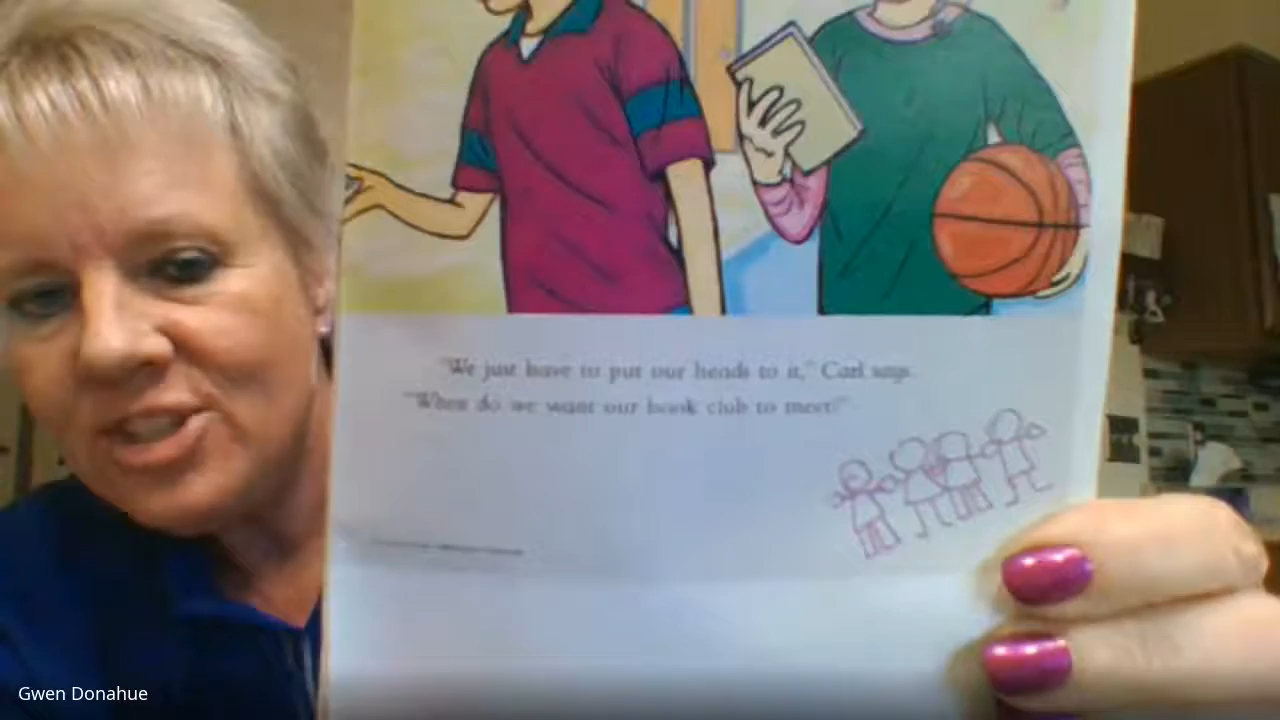 "We just have to put our heads to it," Carl says.
"When do we want our book club to meet?"
Gwen Donahue